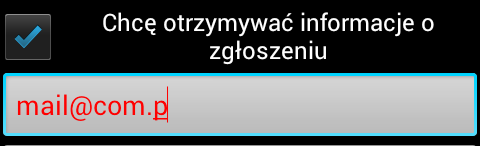 Chcę otrzymywać informacje o
zgłoszeniu
mail@com.p